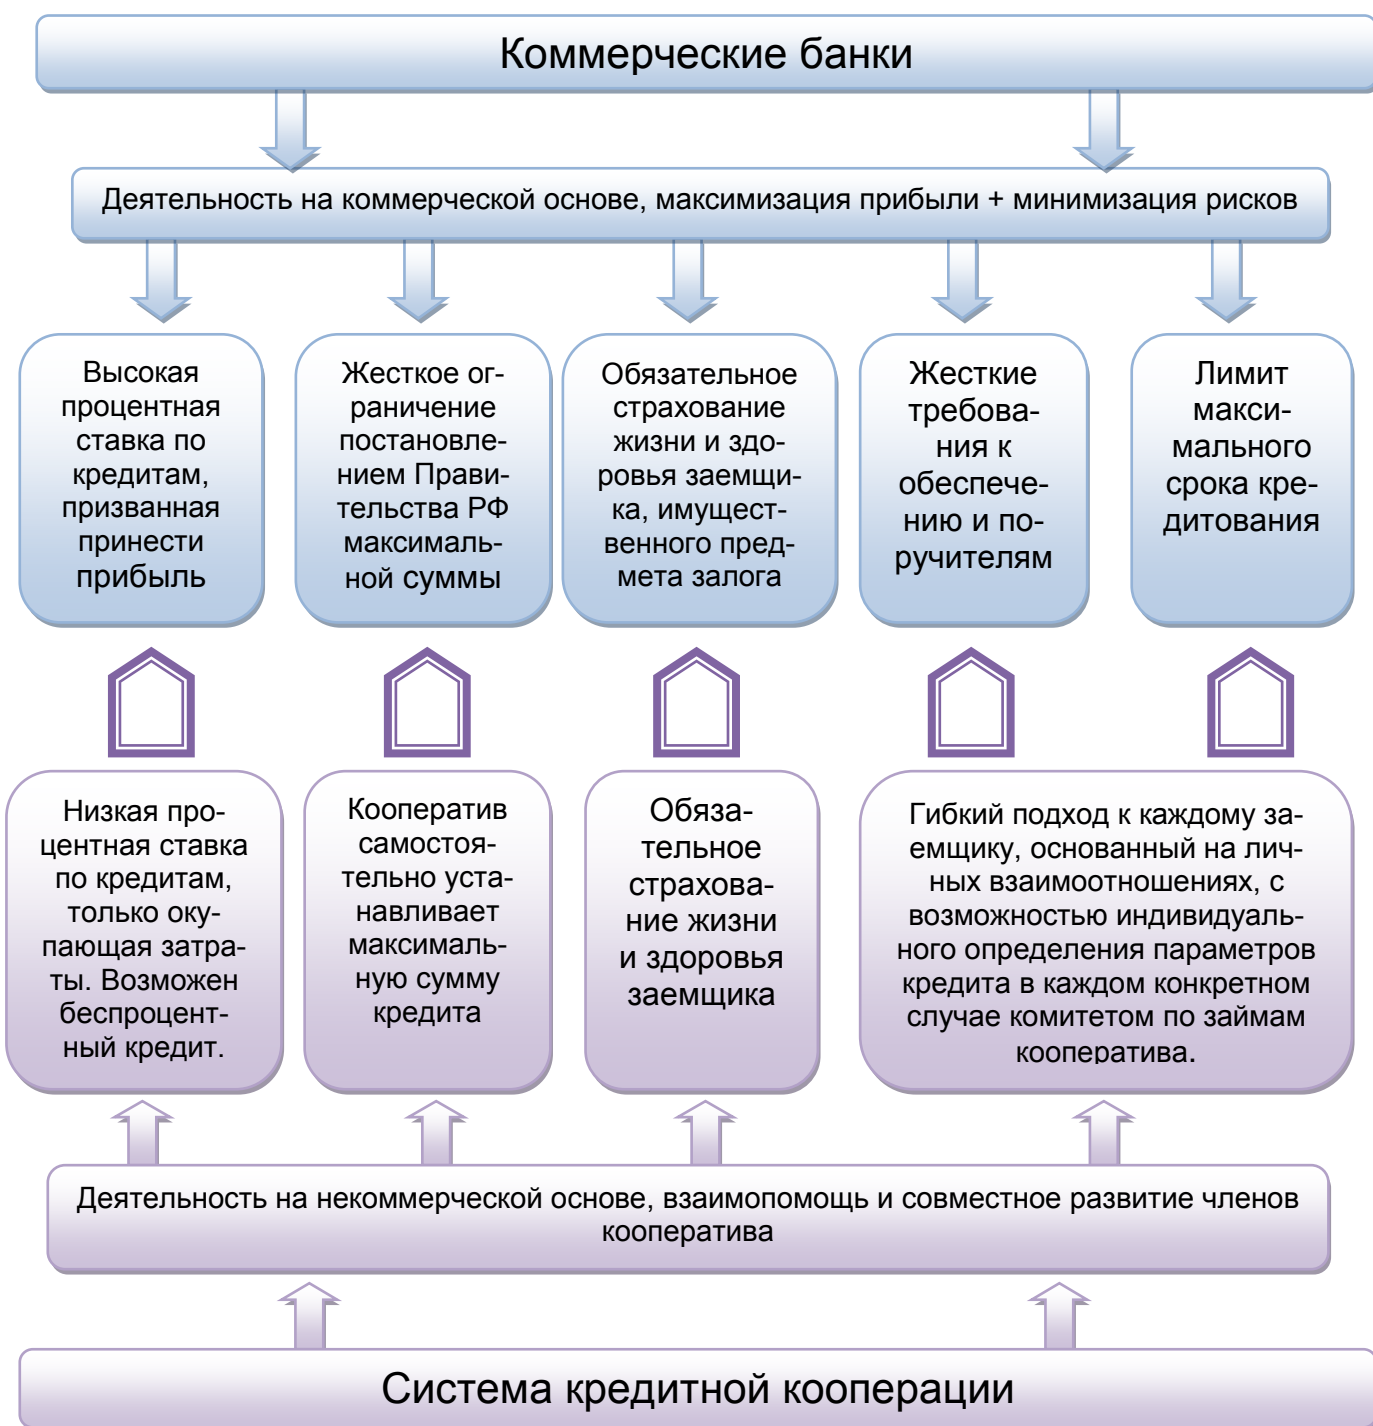 Коммерческие банки
Деятельность на коммерческой основе, максимизация прибыли + минимизация рисков
Высокая
процентная
ставка по
кредитам,
призванная
принести
прибыль
Жесткое ог-
раничение
постановле-
нием Прави-
тельства РФ
максималь-
ной суммы
Обязательное
страхование
жизни и здо-
ровья заемщи-
ка, имущест-
венного пред-
мета залога
Жесткие
требова-
ния к
обеспече-
нию и по-
ручителям
Лимит
макси-
мального
срока кре-
дитования
Низкая про-
центная ставка
по кредитам,
только оку-
пающая затра-
ты. Возможен
беспроцент-
ный кредит.
Кооператив
самостоя-
тельно уста-
навливает
максималь-
ную сумму
кредита
Обяза-
тельное
страхова-
ние жизни
и здоровья
заемщика
Гибкий подход к каждому за-
емщику, основанный на лич-
ных взаимоотношениях, с
возможностью индивидуаль-
ного определения параметров
кредита в каждом конкретном
случае комитетом по займам
кооператива.
Деятельность на некоммерческой основе, взаимопомощь и совместное развитие членов
кооператива
Система кредитной кооперации